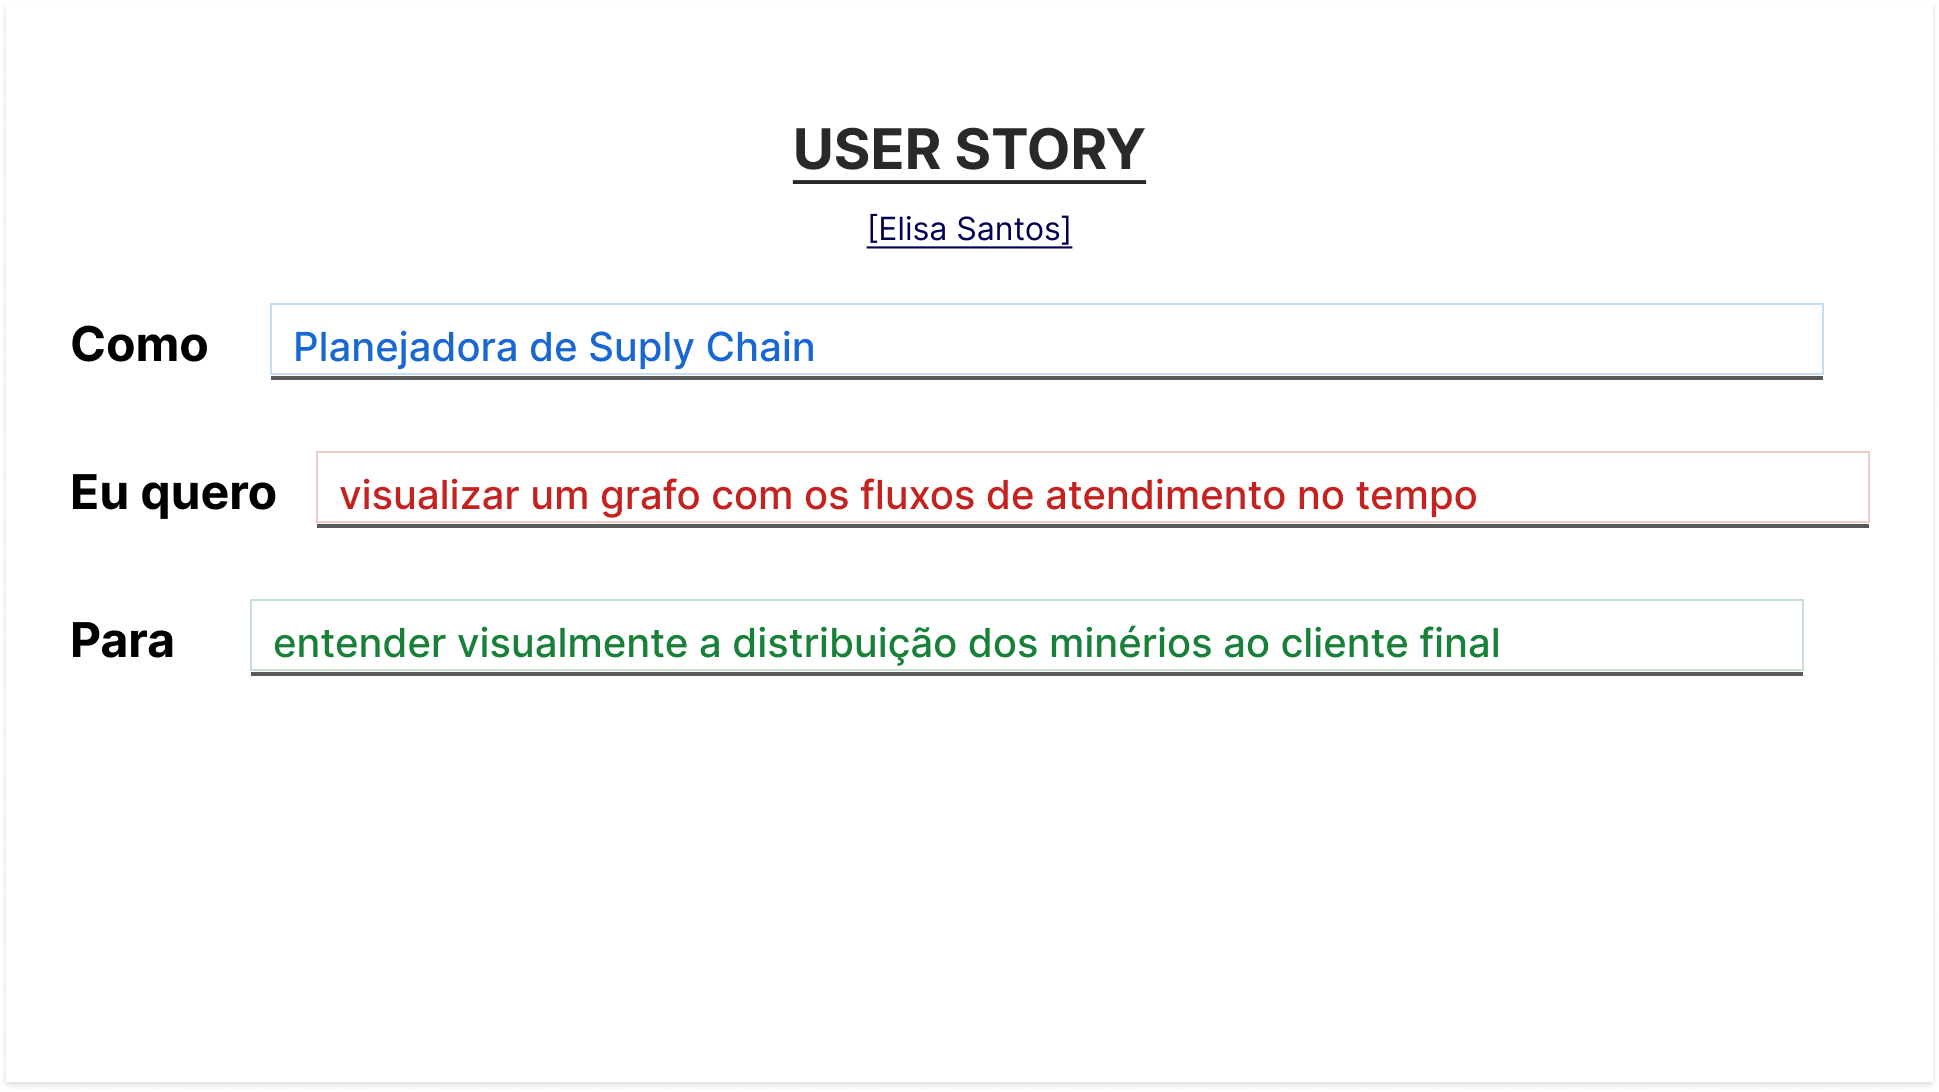 USER STORY
[Elisa Santos]
Como Planejadora de Suply Chain
Eu quero visualizar um grafo com os fluxos de atendimento no tempo
Para entender visualmente a distribuição dos minérios ao cliente final